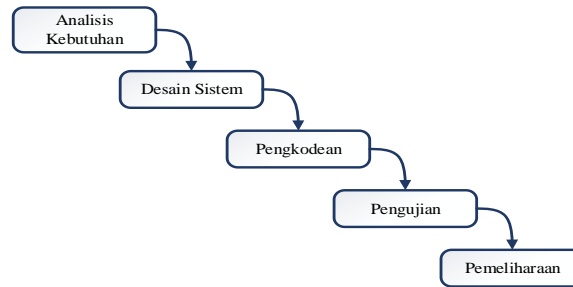 Analisis
Kebutuhan
Desain Sistem
Pengkodean
Pengujian
Pemeliharaan